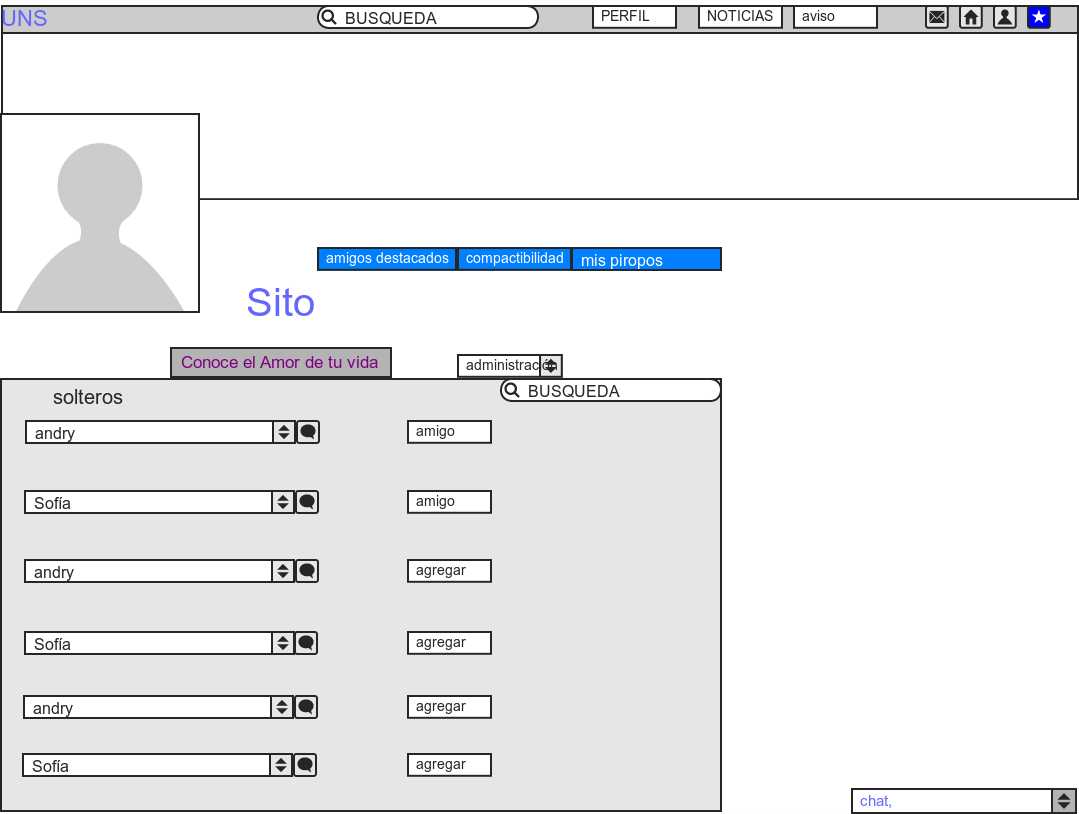 UNS
BUSQUEDA
PERFIL
NOTICIAS
aviso
amigos destacados
compactibilidad
mis piropos
Sito
Conoce el Amor de tu vida
administración
solteros
BUSQUEDA
andry
amigo
Sofía
amigo
andry
agregar
Sofía
agregar
andry
agregar
Sofía
agregar
chat,